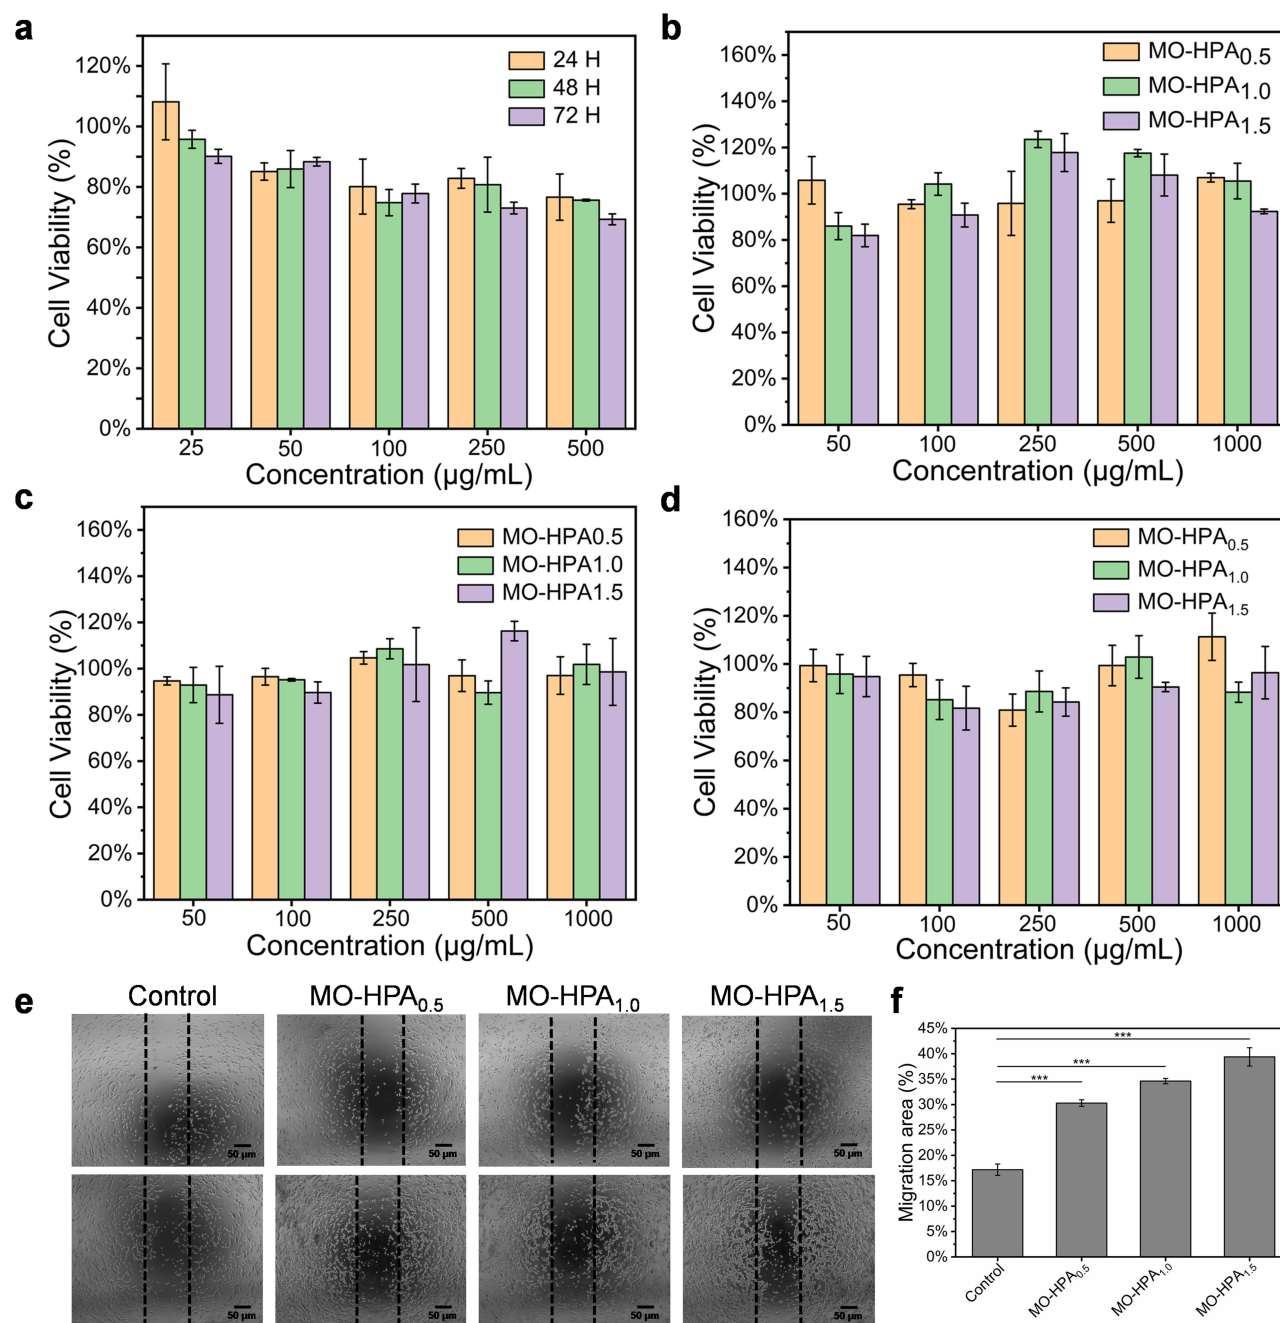 a
120%
100%
80%
60%
40%
20%
0%
Cell Viability (%)
24 H
48 H
72 H
25 50 100 250 500
Concentration (µg/mL)
b
160%
140%
120%
100%
80%
60%
40%
20%
0%
Cell Viability (%)
MO-HPA0.5
MO-HPA1.0
MO-HPA1.5
50 100 250 500 1000
Concentration (µg/mL)
c
160%
140%
120%
100%
80%
60%
40%
20%
0%
Cell Viability (%)
MO-HPA0.5
MO-HPA1.0
MO-HPA1.5
50 100 250 500 1000
Concentration (µg/mL)
d
160%
140%
120%
100%
80%
60%
40%
20%
0%
Cell Viability (%)
MO-HPA0.5
MO-HPA1.0
MO-HPA1.5
50 100 250 500 1000
Concentration (µg/mL)
e
Control MO-HPA0.5 MO-HPA1.0 MO-HPA1.5
50 µm 50 µm 50 µm 50 µm
50 µm 50 µm 50 µm 50 µm
f
45%
40%
35%
30%
25%
20%
15%
10%
5%
0%
Migration area (%)
***
***
***
Control MO-HPA0.5 MO-HPA1.0 MO-HPA1.5